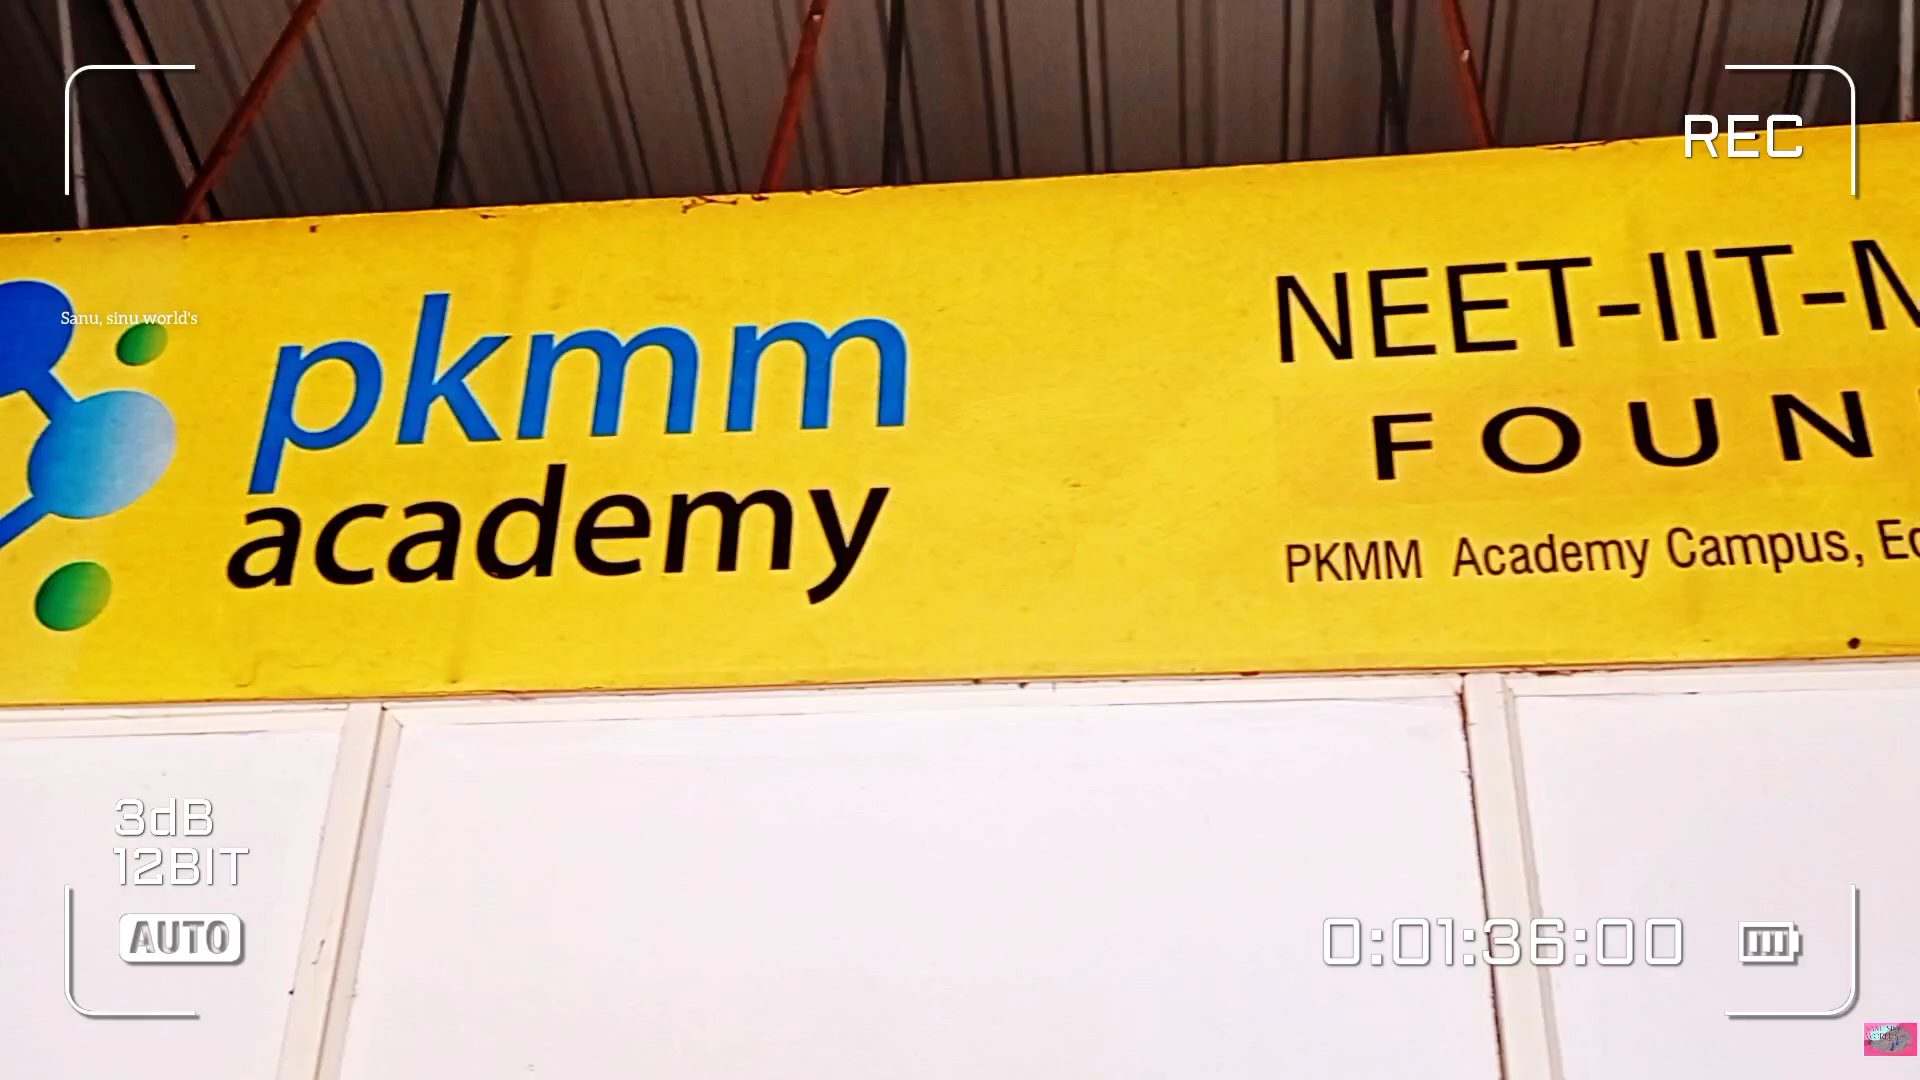 REC
Sanu, sinu world's
pkmm
academy
NEET-IIT-
FOUN
PKMM Academy Campus,
3dB
12BIT
AUTO
0:01:36:00